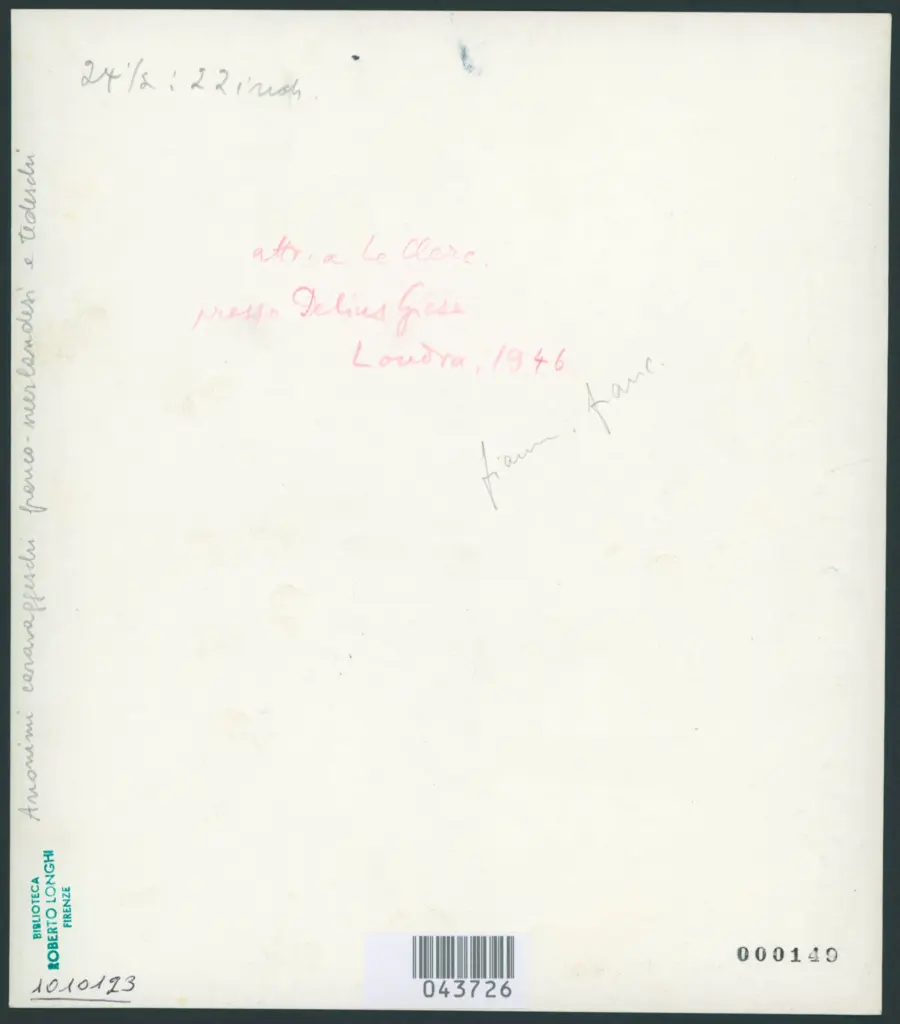 24 1/2 : 22 inch.
attr. a Le Clerc.
presso Delius Giese
Londra, 1946
fiamm. franc.
Anonimi caravaggeschi franco-neerlandesi e tedeschi
BIBLIOTECA
ROBERTO LONGHI
FIRENZE
1010123
043726
000149